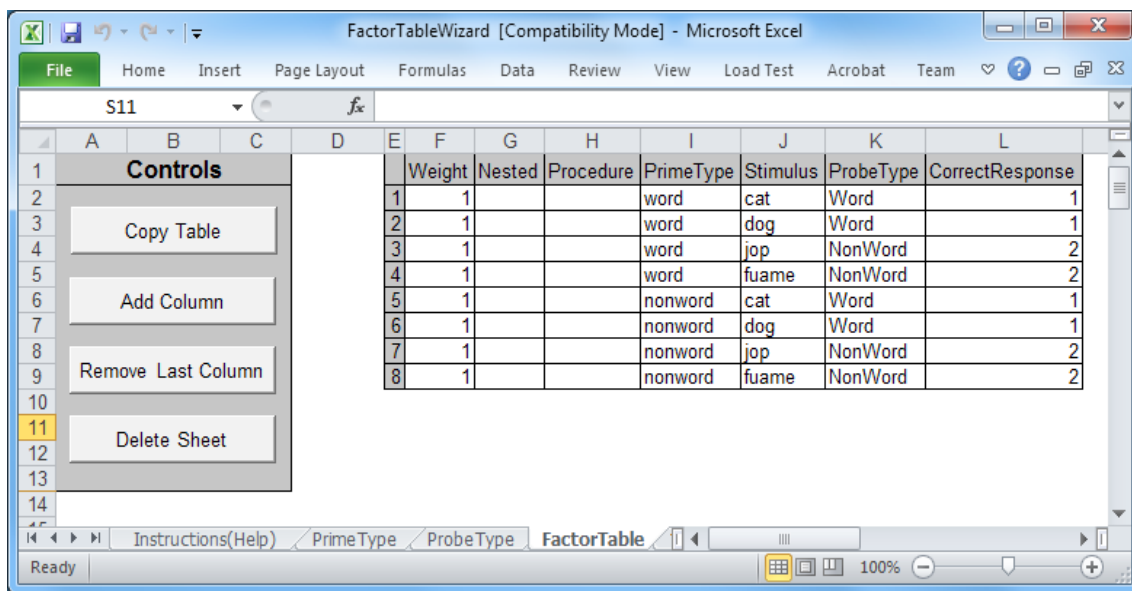 FactorTableWizard [Compatibility Mode] - Microsoft Excel
File Home Insert Page Layout Formulas Data Review View Load Test Acrobat Team
S11 fx
A B C D E F G H I J K L
1 Controls Weight Nested Procedure PrimeType Stimulus ProbeType CorrectResponse
2 1 1 word cat Word 1
3 Copy Table 2 1 word dog Word 1
4 3 1 word jop NonWord 2
5 4 1 word fuame NonWord 2
6 Add Column 5 1 nonword cat Word 1
7 6 1 nonword dog Word 1
8 7 1 nonword jop NonWord 2
9 Remove Last Column 8 1 nonword fuame NonWord 2
10
11 Delete Sheet
12
13
14
Instructions(Help) PrimeType ProbeType FactorTable
Ready 100%